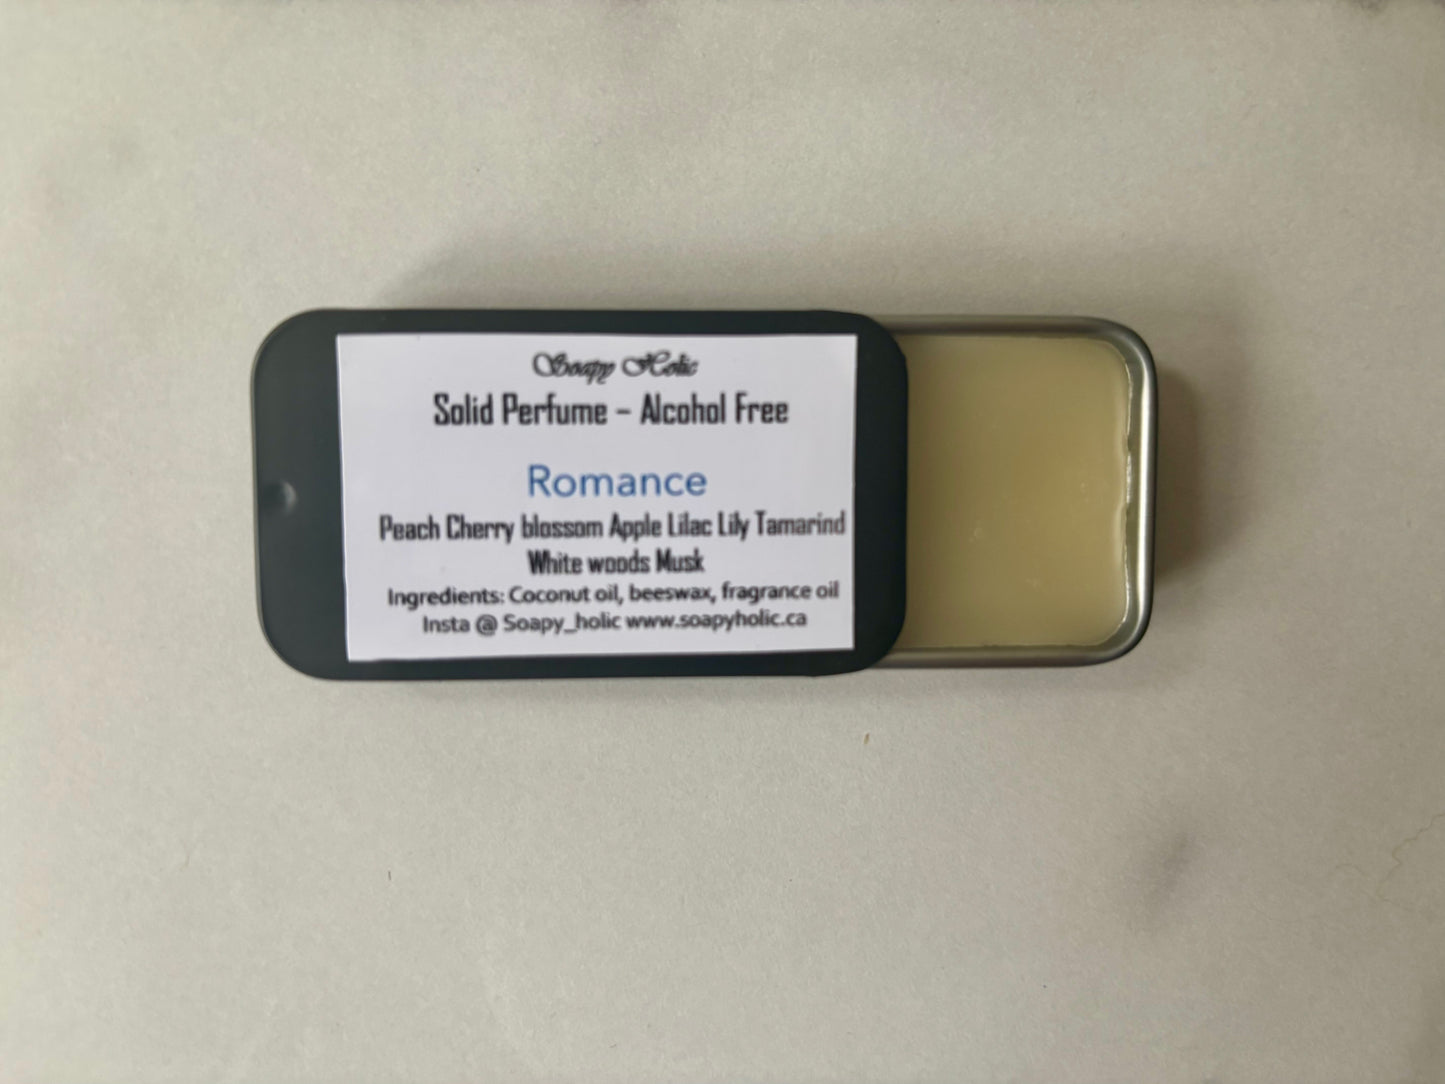 Soapy Holic
Solid Perfume – Alcohol Free
Romance
Peach Cherry blossom Apple Lilac Lily Tamarind
White woods Musk
Ingredients: Coconut oil, beeswax, fragrance oil
Insta @ Soapy_holic www.soapyholic.ca